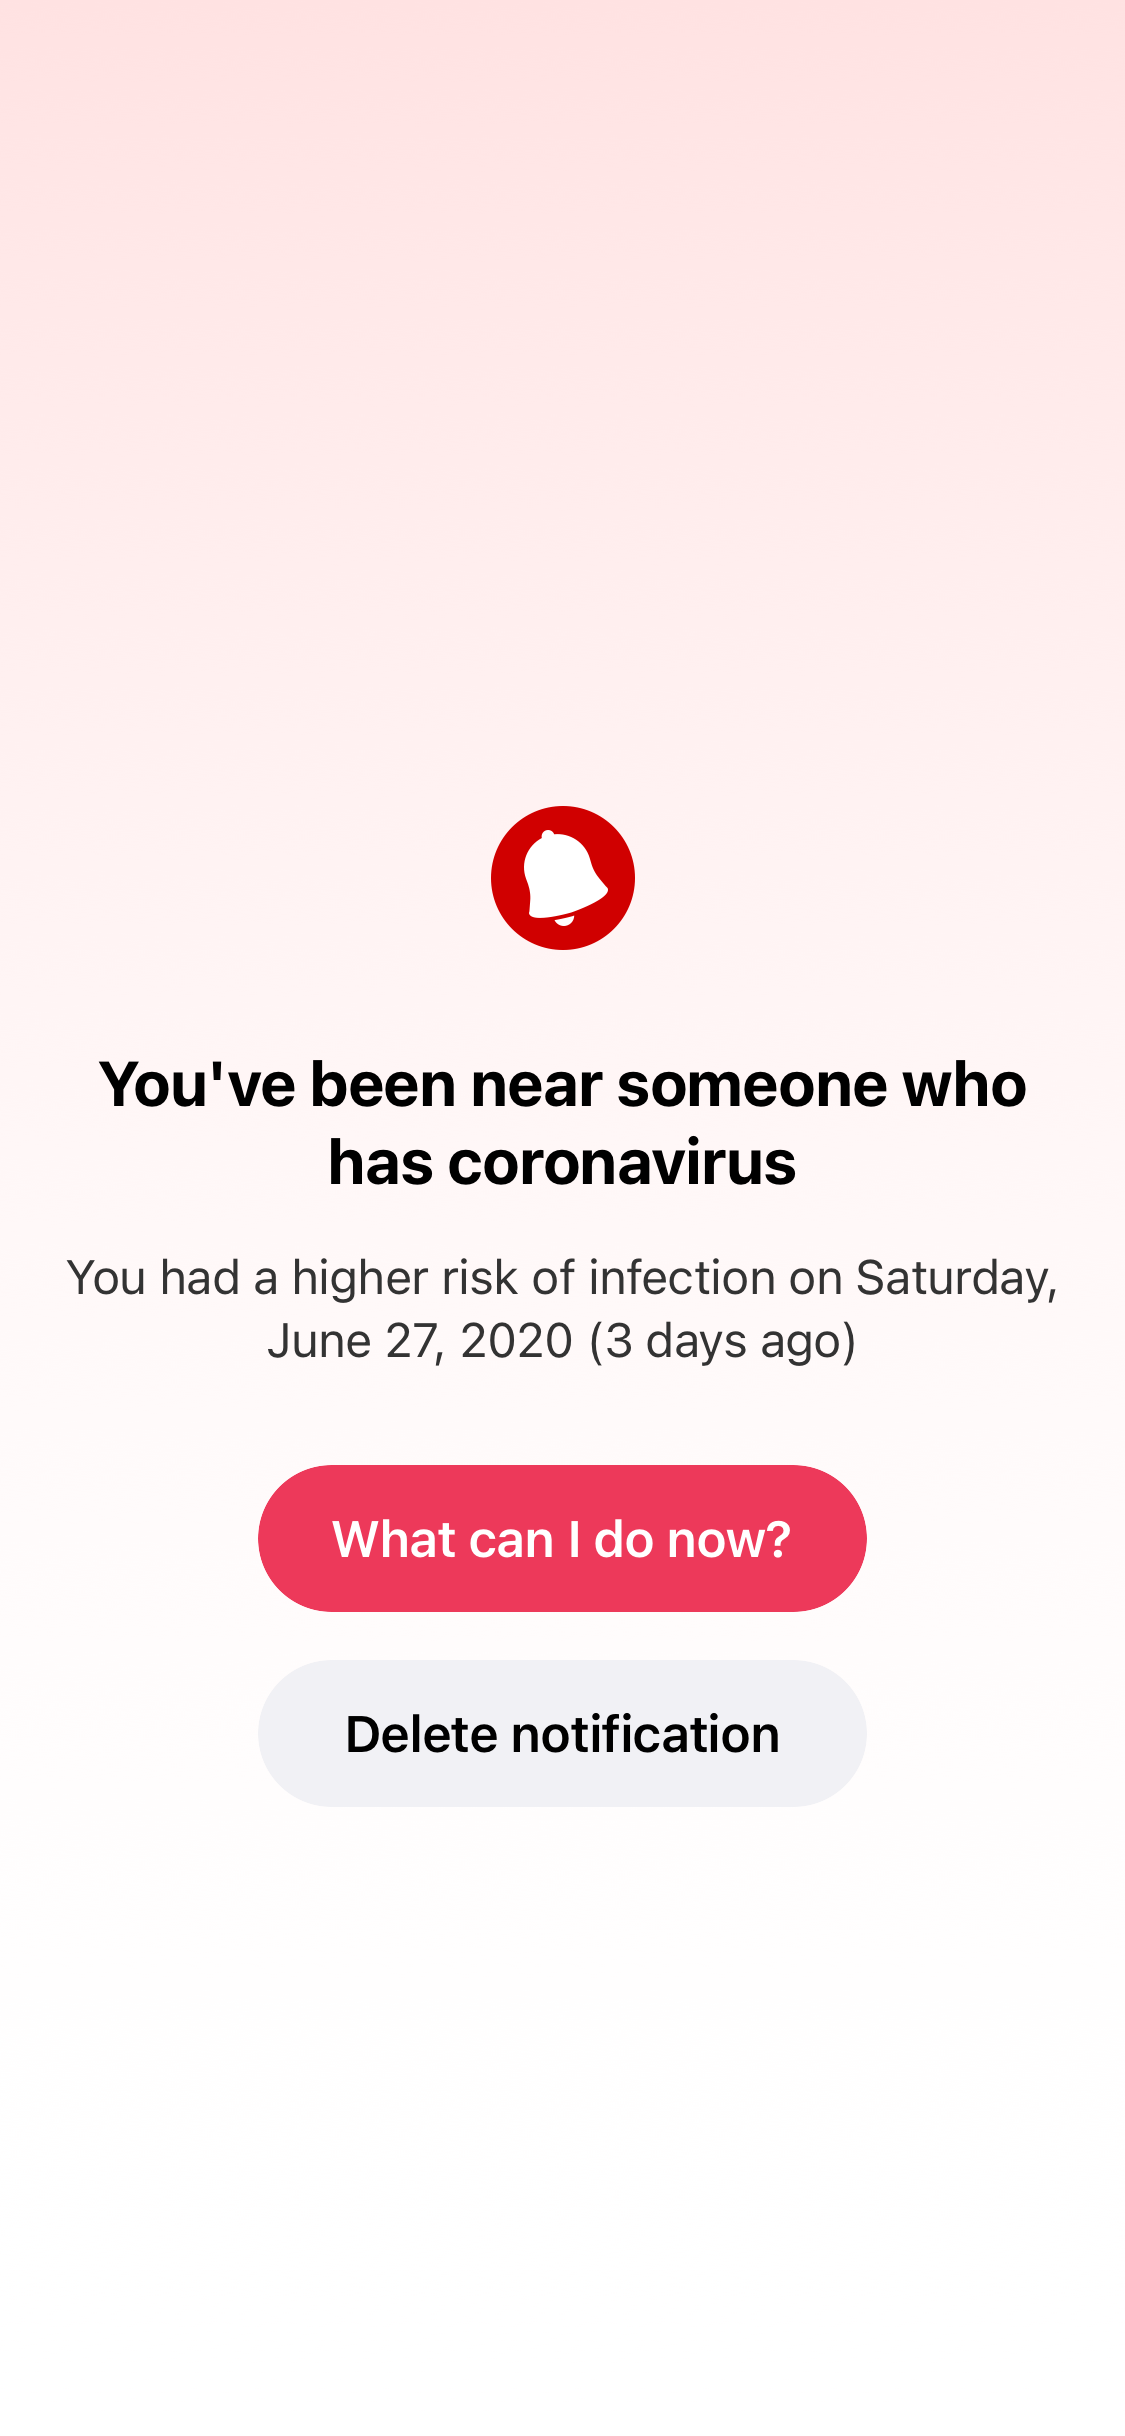 You've been near someone who
has coronavirus
You had a higher risk of infection on Saturday,
June 27, 2020 (3 days ago)
What can I do now?
Delete notification